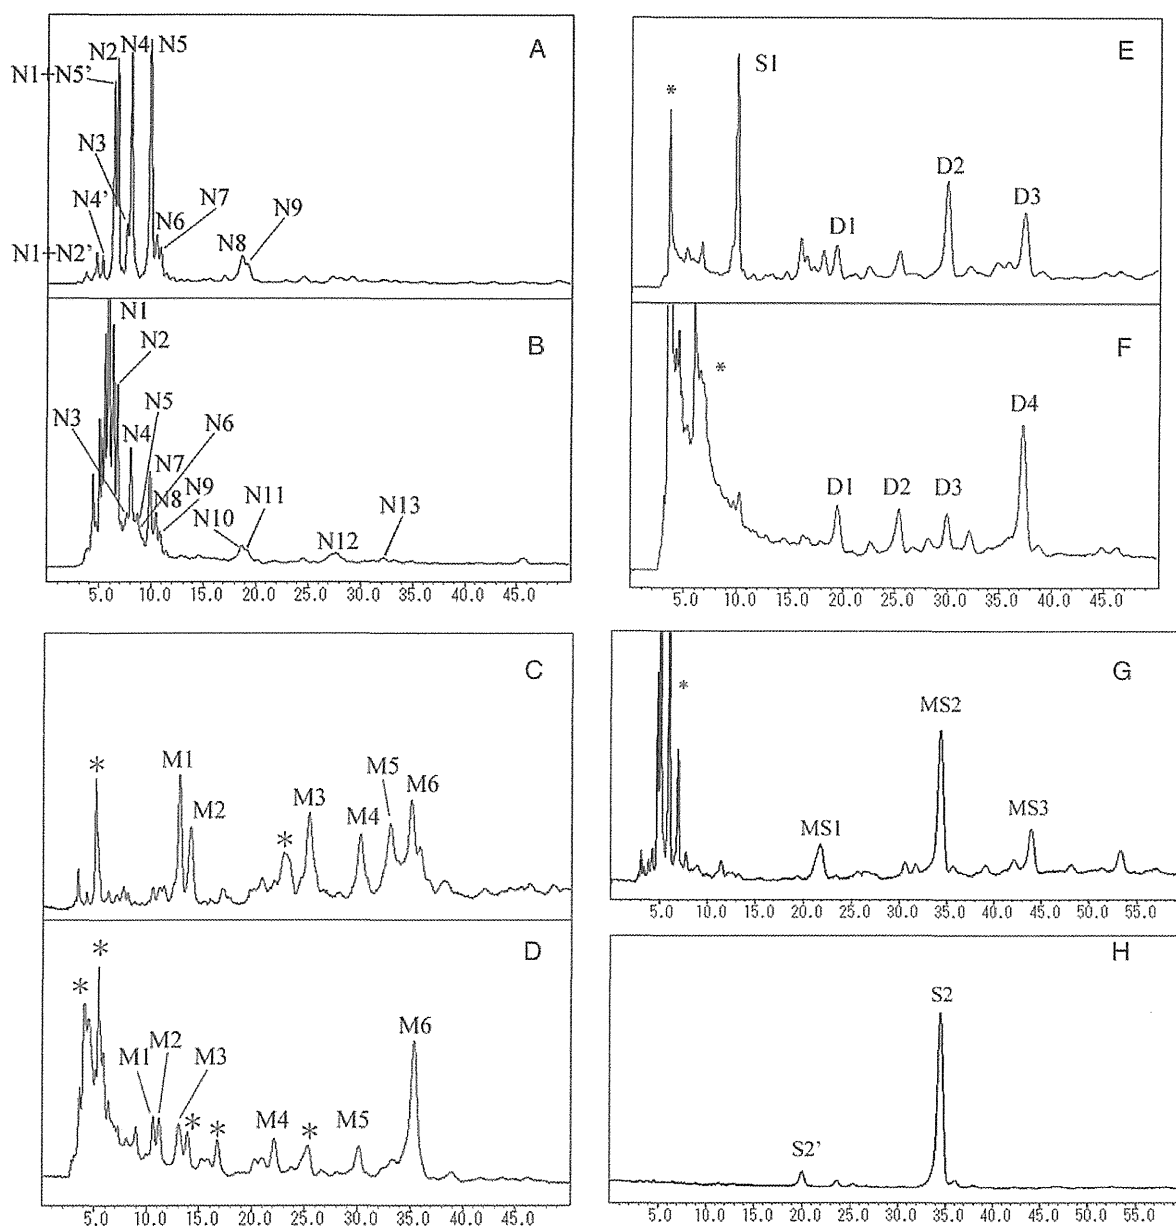 A
N1+N5'
N2
N4
N5
N3
N4'
N1+N2'
N6
N7
N8
N9
B
N1
N2
N3
N4
N5
N6
N7
N8
N9
N10
N11
N12
N13
5.0 10.0 15.0 20.0 25.0 30.0 35.0 40.0 45.0
C
*
M1
M2
*
M3
M4
M5
M6
D
*
*
M1
M2
M3
*
*
M4
*
M5
M6
5.0 10.0 15.0 20.0 25.0 30.0 35.0 40.0 45.0
E
*
S1
D1
D2
D3
F
*
D1
D2
D3
D4
5.0 10.0 15.0 20.0 25.0 30.0 35.0 40.0 45.0
G
*
MS1
MS2
MS3
5.0 10.0 15.0 20.0 25.0 30.0 35.0 40.0 45.0 50.0 55.0
H
S2'
S2
5.0 10.0 15.0 20.0 25.0 30.0 35.0 40.0 45.0 50.0 55.0